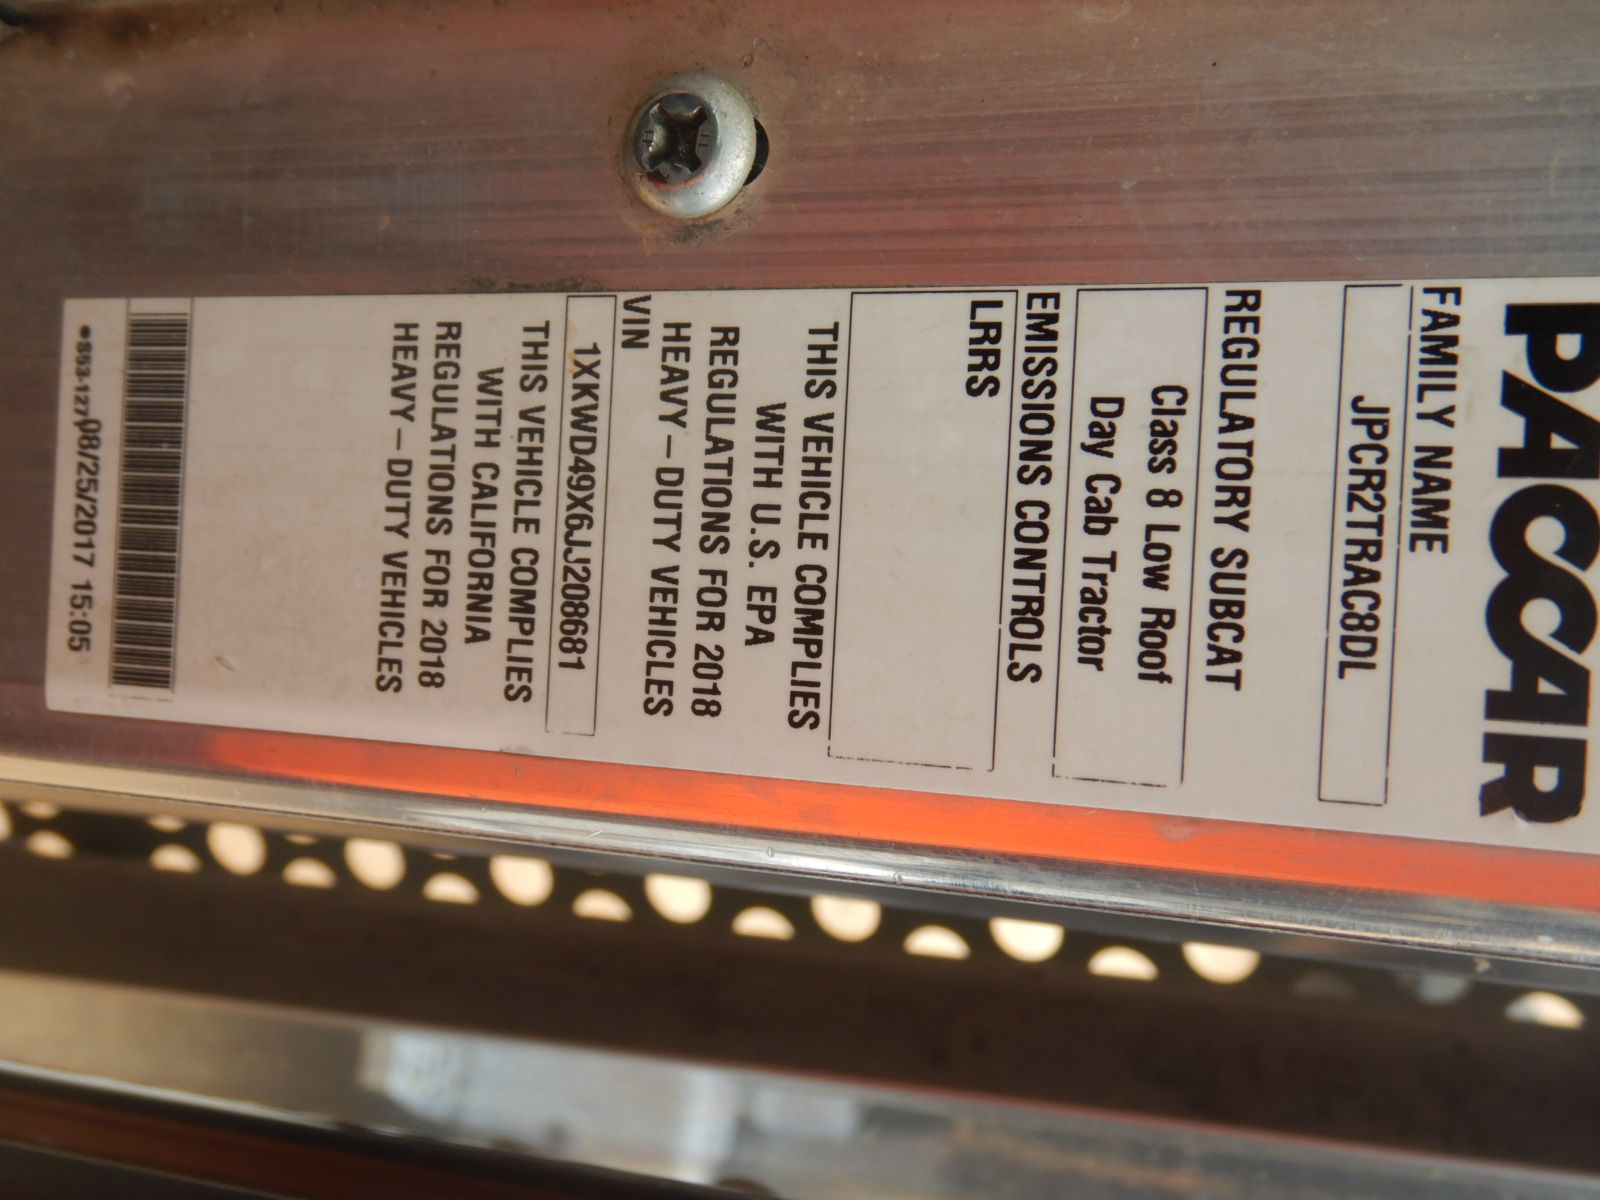 PACCAR
FAMILY NAME
JPCR2TRAC8DL
REGULATORY SUBCAT
Class 8 Low Roof
Day Cab Tractor
EMISSIONS CONTROLS
LRRS
THIS VEHICLE COMPLIES
WITH U.S. EPA
REGULATIONS FOR 2018
HEAVY-DUTY VEHICLES
VIN
1XKWD49X6JJ208681
THIS VEHICLE COMPLIES
WITH CALIFORNIA
REGULATIONS FOR 2018
HEAVY-DUTY VEHICLES
08/25/2017 15:05